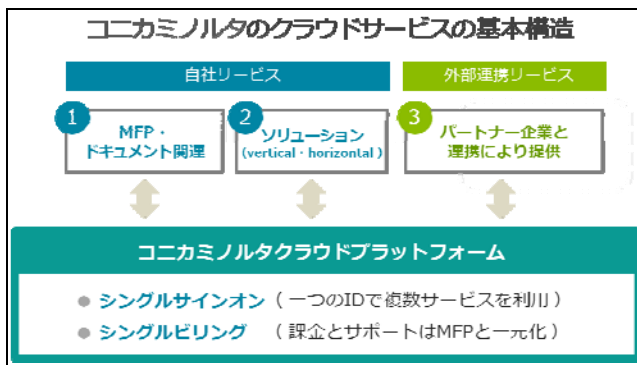 コニカミノルタのクラウドサービスの基本構造
自社サービス
外部連携サービス
1
MFP・
ドキュメント関連
2
ソリューション
(vertical・horizontal)
3
パートナー企業と
連携により提供
コニカミノルタクラウドプラットフォーム
● シングルサインオン （一つのIDで複数サービスを利用）
● シングルビリング （課金とサポートはMFPと一元化）